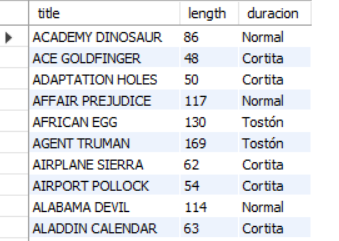 title length duracion
ACADEMY DINOSAUR 86 Normal
ACE GOLDFINGER 48 Cortita
ADAPTATION HOLES 50 Cortita
AFFAIR PREJUDICE 117 Normal
AFRICAN EGG 130 Tostón
AGENT TRUMAN 169 Tostón
AIRPLANE SIERRA 62 Cortita
AIRPORT POLLOCK 54 Cortita
ALABAMA DEVIL 114 Normal
ALADDIN CALENDAR 63 Cortita